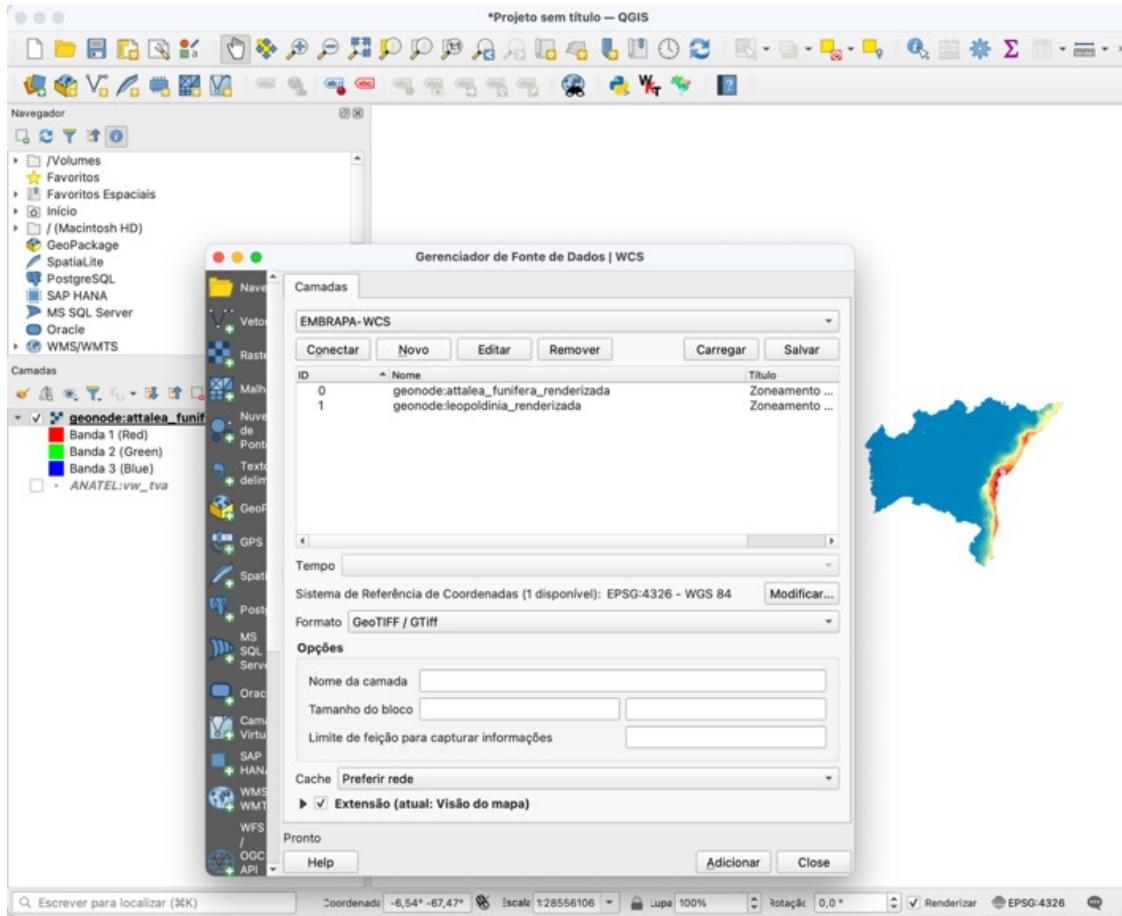 *Projeto sem título — QGIS
Navegador
/Volumes
Favoritos
Favoritos Espaciais
Início
/ (Macintosh HD)
GeoPackage
SpatiaLite
PostgreSQL
SAP HANA
MS SQL Server
Oracle
WMS/WMTS
Camadas
geonode:attalea_funif
Banda 1 (Red)
Banda 2 (Green)
Banda 3 (Blue)
ANATEL:vw_tva
Gerenciador de Fonte de Dados | WCS
Nave
Veto
Raste
Malh
Nuve
de
Pont
Texto
delim
GeoP
GPS
Spati
Post
MS
SQL
Serve
Orac
Cama
Virtu
SAP
HAN
WMS
WMT
WFS
/
OGC
API
Camadas
EMBRAPA-WCS
Conectar Novo Editar Remover Carregar Salvar
ID Nome Título
0 geonode:attalea_funifera_renderizada Zoneamento ...
1 geonode:leopoldinia_renderizada Zoneamento ...
Tempo
Sistema de Referência de Coordenadas (1 disponível): EPSG:4326 - WGS 84 Modificar...
Formato GeoTIFF / GTiff
Opções
Nome da camada
Tamanho do bloco
Limite de feição para capturar informações
Cache Preferir rede
Extensão (atual: Visão do mapa)
Pronto
Help Adicionar Close
Escrever para localizar (⌘K) Coordenada -6,54° -67,47° Escala 1:28556106 Lupa 100% Rotação 0,0 ° Renderizar EPSG:4326